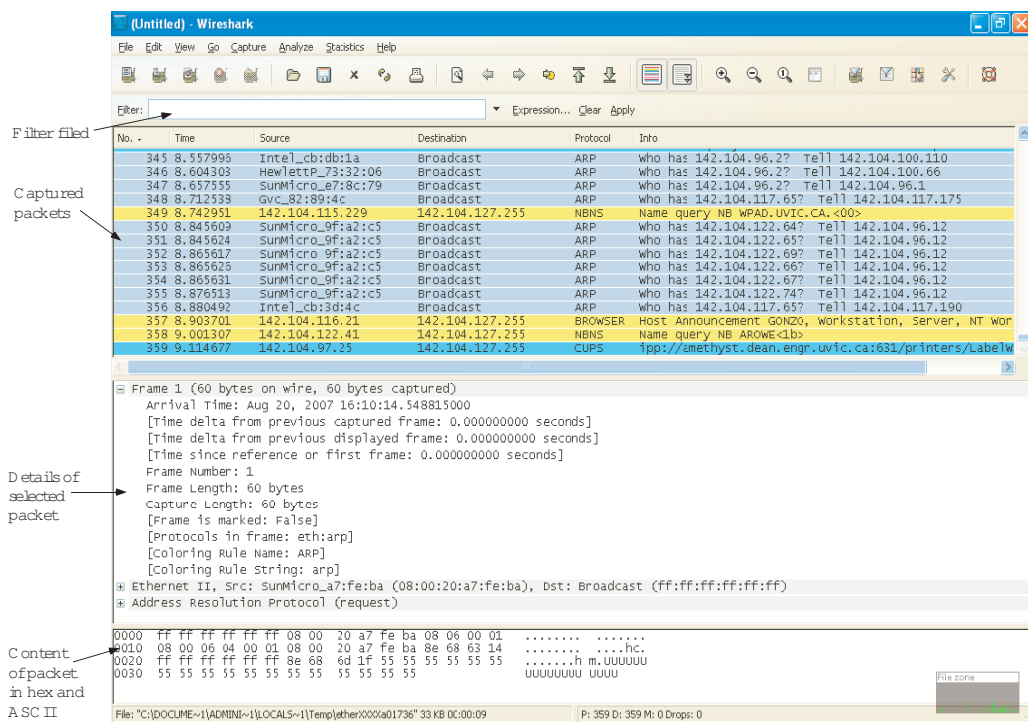 (Untitled) - Wireshark
File Edit View Go Capture Analyze Statistics Help
Filter: Expression... Clear Apply
Filter filed
No. - Time Source Destination Protocol Info
345 8.557996 Intel_cb:db:1a Broadcast ARP who has 142.104.96.2? Tell 142.104.100.110
346 8.604303 HewlettP_73:32:06 Broadcast ARP who has 142.104.96.2? Tell 142.104.100.66
347 8.657555 SunMicro_e7:8c:79 Broadcast ARP who has 142.104.96.2? Tell 142.104.96.1
348 8.712538 Gvc_82:89:4c Broadcast ARP who has 142.104.117.65? Tell 142.104.117.175
349 8.742951 142.104.115.229 142.104.127.255 NBNS Name query NB WPAD.UVIC.CA.<00>
350 8.845609 SunMicro_9f:a2:c5 Broadcast ARP who has 142.104.122.64? Tell 142.104.96.12
351 8.845624 SunMicro_9f:a2:c5 Broadcast ARP who has 142.104.122.65? Tell 142.104.96.12
352 8.865617 SunMicro_9f:a2:c5 Broadcast ARP who has 142.104.122.69? Tell 142.104.96.12
353 8.865626 SunMicro_9f:a2:c5 Broadcast ARP who has 142.104.122.66? Tell 142.104.96.12
354 8.865631 SunMicro_9f:a2:c5 Broadcast ARP who has 142.104.122.67? Tell 142.104.96.12
355 8.876513 SunMicro_9f:a2:c5 Broadcast ARP who has 142.104.122.74? Tell 142.104.96.12
356 8.880492 Intel_cb:3d:4c Broadcast ARP who has 142.104.117.65? Tell 142.104.117.190
357 8.903701 142.104.116.21 142.104.127.255 BROWSER Host Announcement GONZO, Workstation, Server, NT Wor
358 9.001307 142.104.122.41 142.104.127.255 NBNS Name query NB AROWE<1b>
359 9.114677 142.104.97.25 142.104.127.255 CUPS ipp://amethyst.dean.engr.uvic.ca:631/printers/LabelW
Captured
packets
Frame 1 (60 bytes on wire, 60 bytes captured)
Arrival Time: Aug 20, 2007 16:10:14.548815000
[Time delta from previous captured frame: 0.000000000 seconds]
[Time delta from previous displayed frame: 0.000000000 seconds]
[Time since reference or first frame: 0.000000000 seconds]
Frame Number: 1
Frame Length: 60 bytes
Capture Length: 60 bytes
[Frame is marked: False]
[Protocols in frame: eth:arp]
[Coloring Rule Name: ARP]
[Coloring Rule String: arp]
Ethernet II, Src: SunMicro_a7:fe:ba (08:00:20:a7:fe:ba), Dst: Broadcast (ff:ff:ff:ff:ff:ff)
Address Resolution Protocol (request)
Details of
selected
packet
0000 ff ff ff ff ff ff 08 00 20 a7 fe ba 08 06 00 01 ........ .......
0010 08 00 06 04 00 01 08 00 20 a7 fe ba 8e 68 63 14 ........ ....hc.
0020 ff ff ff ff ff ff 8e 68 6d 1f 55 55 55 55 55 55 .......h m.UUUUUU
0030 55 55 55 55 55 55 55 55 55 55 55 55 UUUUUUUU UUUU
Content
of packet
in hex and
ASCII
File zone
File: "C:\DOCUME~1\ADMINI~1\LOCALS~1\Temp\etherXXXXa01736" 33 KB 00:00:09 P: 359 D: 359 M: 0 Drops: 0